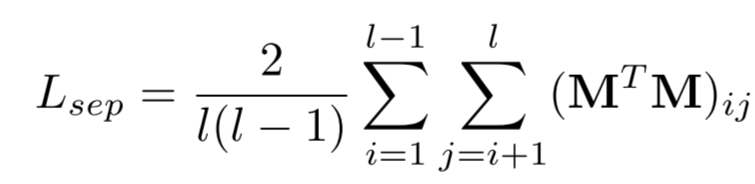 L_{sep} = \frac{2}{l(l-1)} \sum_{i=1}^{l-1} \sum_{j=i+1}^{l} (\mathbf{M}^T \mathbf{M})_{ij}